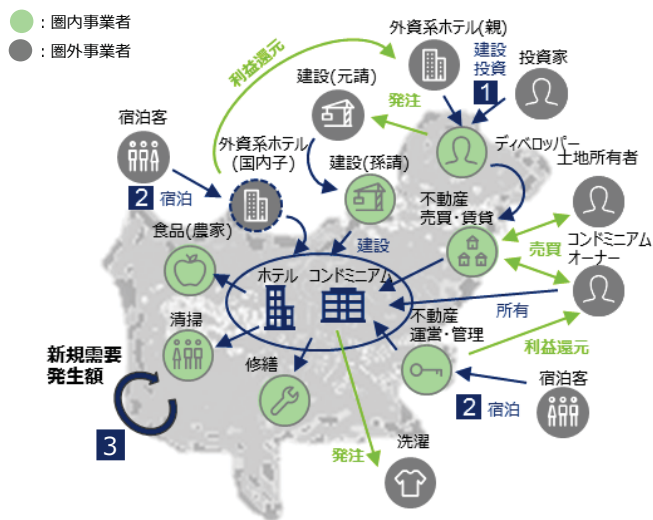 ：圏内事業者
：圏外事業者
外資系ホテル(親)
利益還元
建設
投資
1
投資家
建設(元請)
発注
宿泊客
外資系ホテル
(国内子)
建設(孫請)
ディベロッパー
土地所有者
2 宿泊
不動産
売買・賃貸
食品(農家)
建設
売買
コンドミニアム
オーナー
ホテル
コンドミニアム
清掃
所有
不動産
運営・管理
新規需要
発生額
修繕
利益還元
宿泊客
2 宿泊
3
発注
洗濯